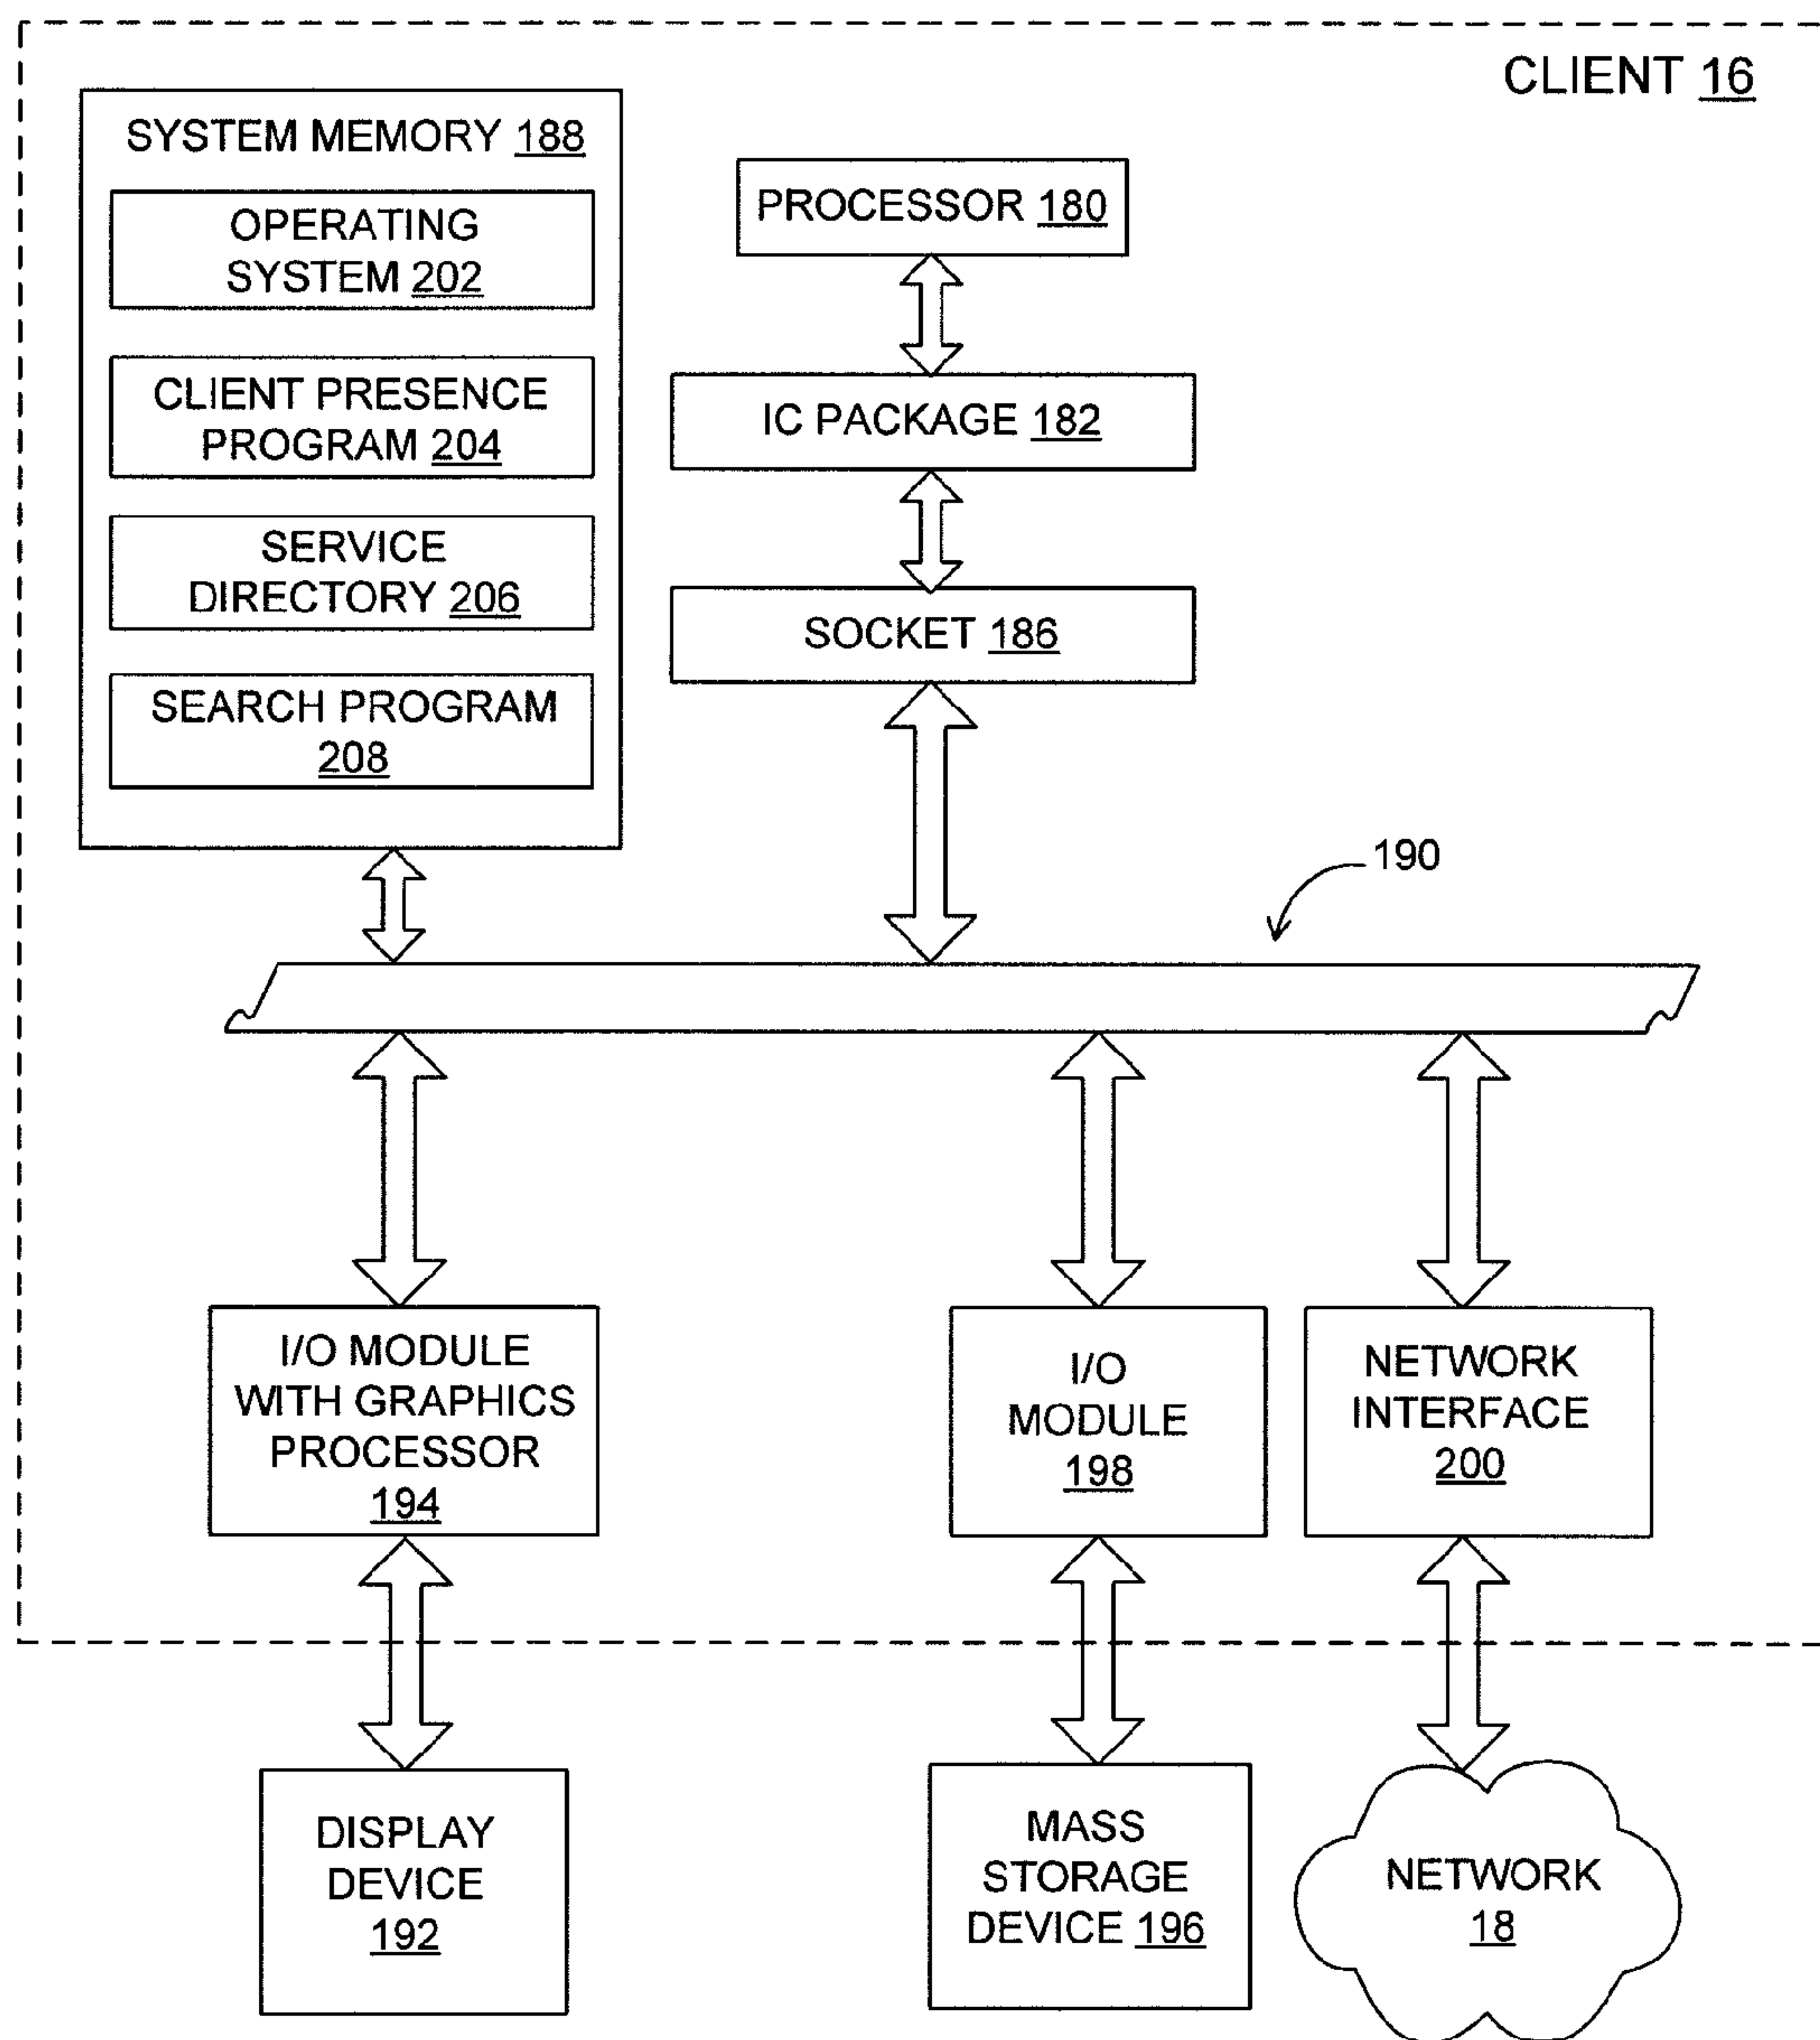 CLIENT 16
SYSTEM MEMORY 188
OPERATING
SYSTEM 202
CLIENT PRESENCE
PROGRAM 204
SERVICE
DIRECTORY 206
SEARCH PROGRAM
208
PROCESSOR 180
IC PACKAGE 182
SOCKET 186
190
I/O MODULE
WITH GRAPHICS
PROCESSOR
194
I/O
MODULE
198
NETWORK
INTERFACE
200
DISPLAY
DEVICE
192
MASS
STORAGE
DEVICE 196
NETWORK
18